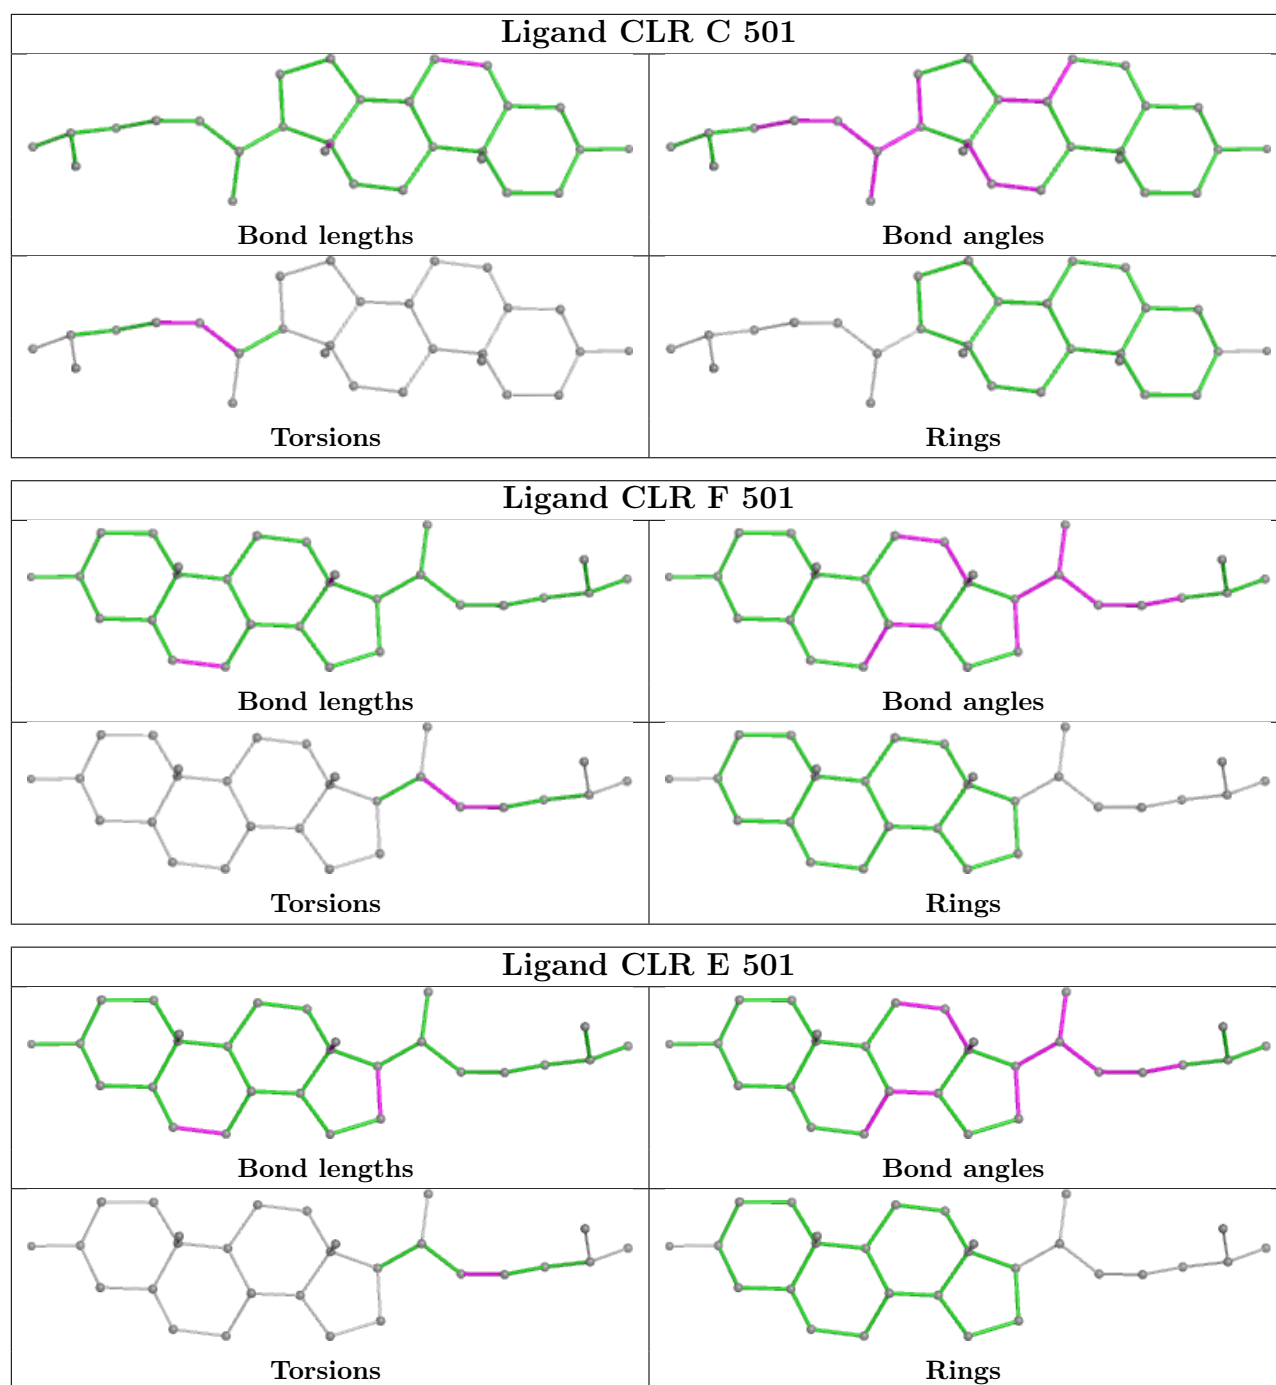 Ligand CLR C 501
Bond lengths
Bond angles
Torsions
Rings
Ligand CLR F 501
Bond lengths
Bond angles
Torsions
Rings
Ligand CLR E 501
Bond lengths
Bond angles
Torsions
Rings